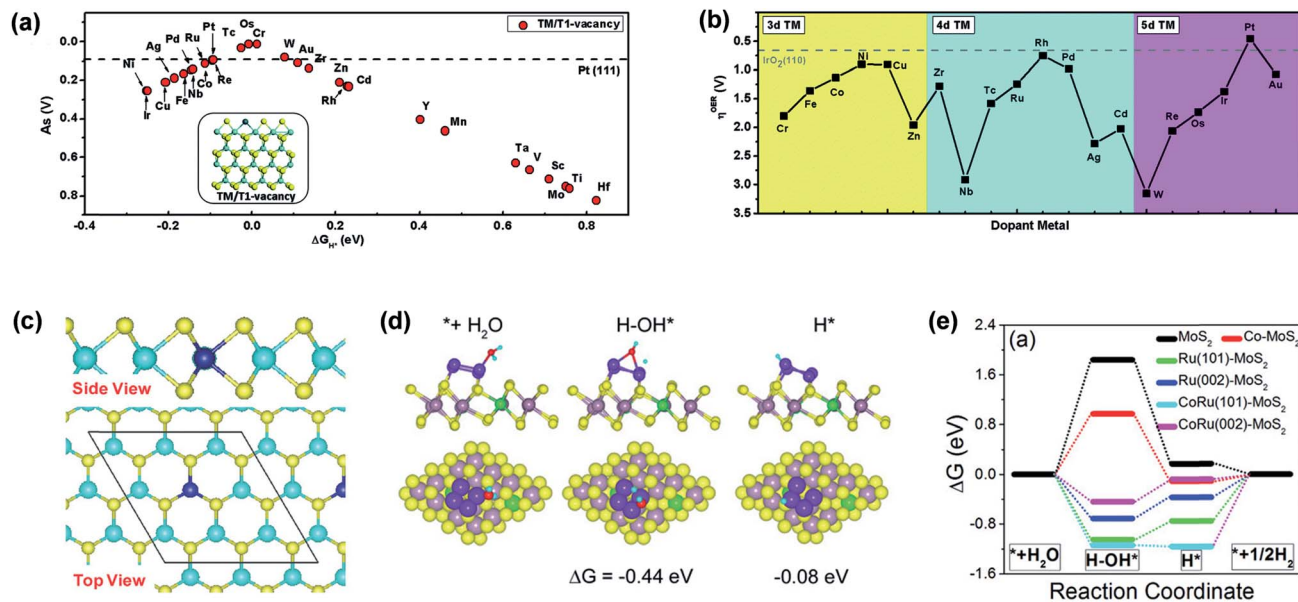 (a)
TM/T1-vacancy
0.0
0.2
0.4
0.6
0.8
As (V)
Pt
Ru
Pd
Ag
Ni
Ir
Cu
Fe
Nb
Co
Re
Tc
Os
Cr
W
Au
Zr
Zn
Rh
Cd
Pt (111)
Y
Mn
Ta
V
Sc
Mo
Ti
Hf
TM/T1-vacancy
-0.4 -0.2 0.0 0.2 0.4 0.6 0.8
ΔG_H* (eV)
(b)
3d TM 4d TM 5d TM
0.5
1.0
1.5
2.0
2.5
3.0
3.5
η^OER (V)
IrO₂(110)
Cr
Fe
Co
Ni
Cu
Zn
Zr
Nb
Tc
Ru
Rh
Pd
Ag
Cd
W
Re
Os
Ir
Pt
Au
Dopant Metal
(c)
Side View
Top View
(d)
*+ H₂O H-OH* H*
ΔG = -0.44 eV -0.08 eV
(e)
(a)
2.4
1.6
0.8
0.0
-0.8
-1.6
ΔG (eV)
MoS₂ Co-MoS₂
Ru(101)-MoS₂
Ru(002)-MoS₂
CoRu(101)-MoS₂
CoRu(002)-MoS₂
*+H₂O H-OH* H* *+1/2H₂
Reaction Coordinate